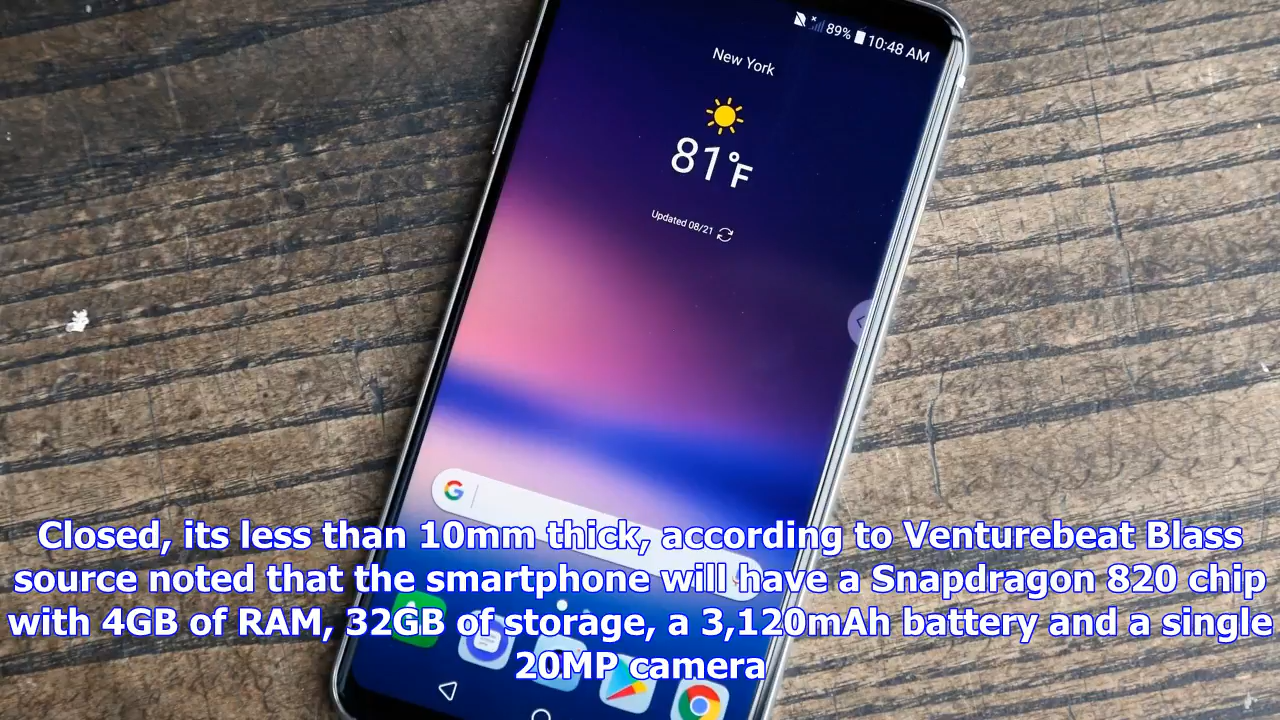 89% 10:48 AM
New York
81°F
Updated 08/21
G
Closed, its less than 10mm thick, according to Venturebeat Blass
source noted that the smartphone will have a Snapdragon 820 chip
with 4GB of RAM, 32GB of storage, a 3,120mAh battery and a single
20MP camera